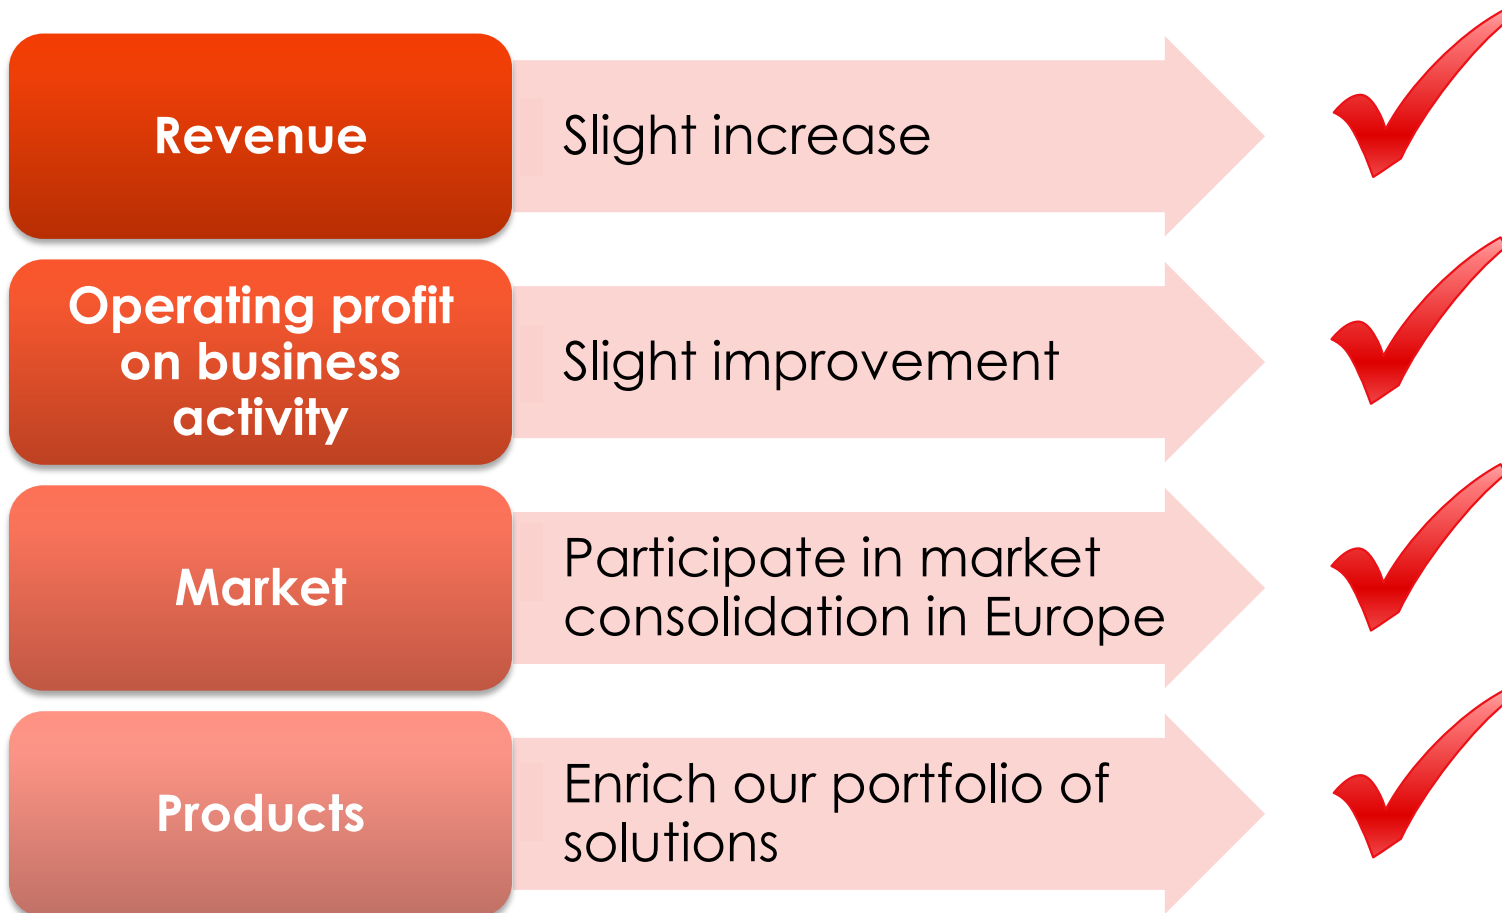 Revenue
Slight increase
Operating profit
on business
activity
Slight improvement
Market
Participate in market
consolidation in Europe
Products
Enrich our portfolio of
solutions